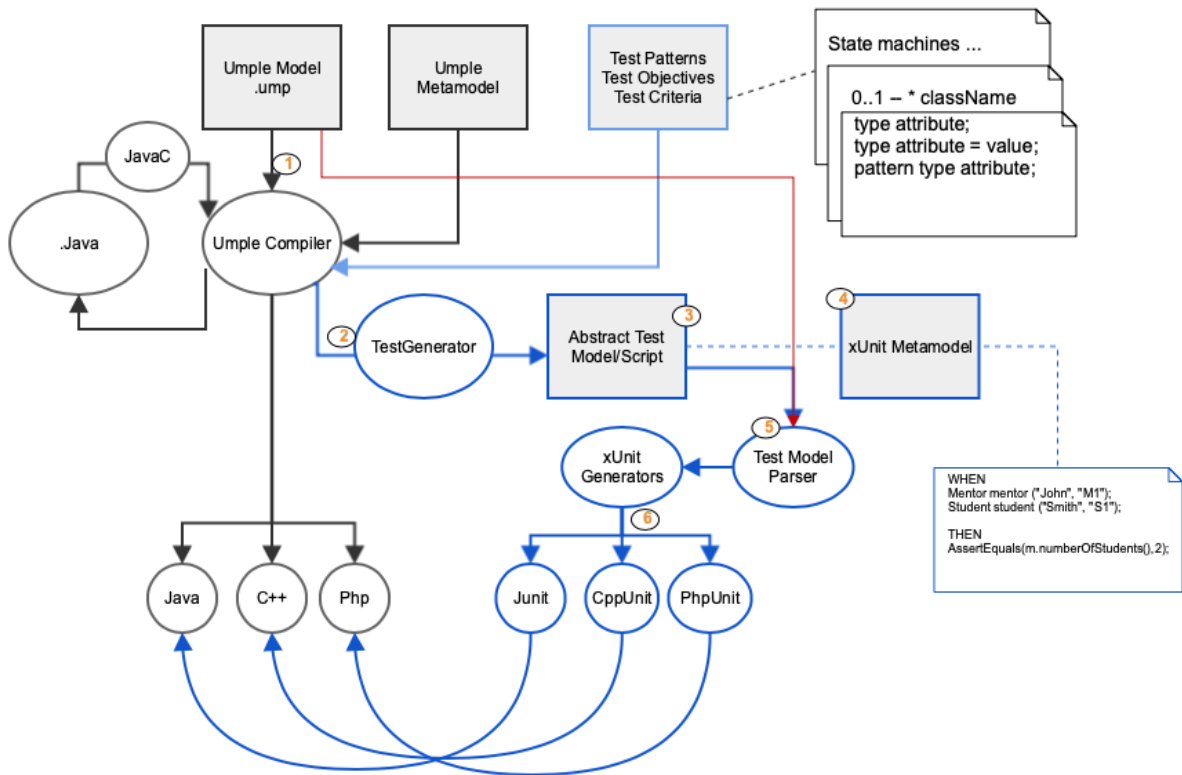 Umple Model
.ump
Umple
Metamodel
Test Patterns
Test Objectives
Test Criteria
State machines ...
0..1 -- * className
type attribute;
type attribute = value;
pattern type attribute;
JavaC
1
.Java
Umple Compiler
2
TestGenerator
3
Abstract Test
Model/Script
4
xUnit Metamodel
5
xUnit
Generators
Test Model
Parser
WHEN
Mentor mentor ("John", "M1");
Student student ("Smith", "S1");
THEN
AssertEquals(m.numberOfStudents(),2);
6
Java
C++
Php
Junit
CppUnit
PhpUnit